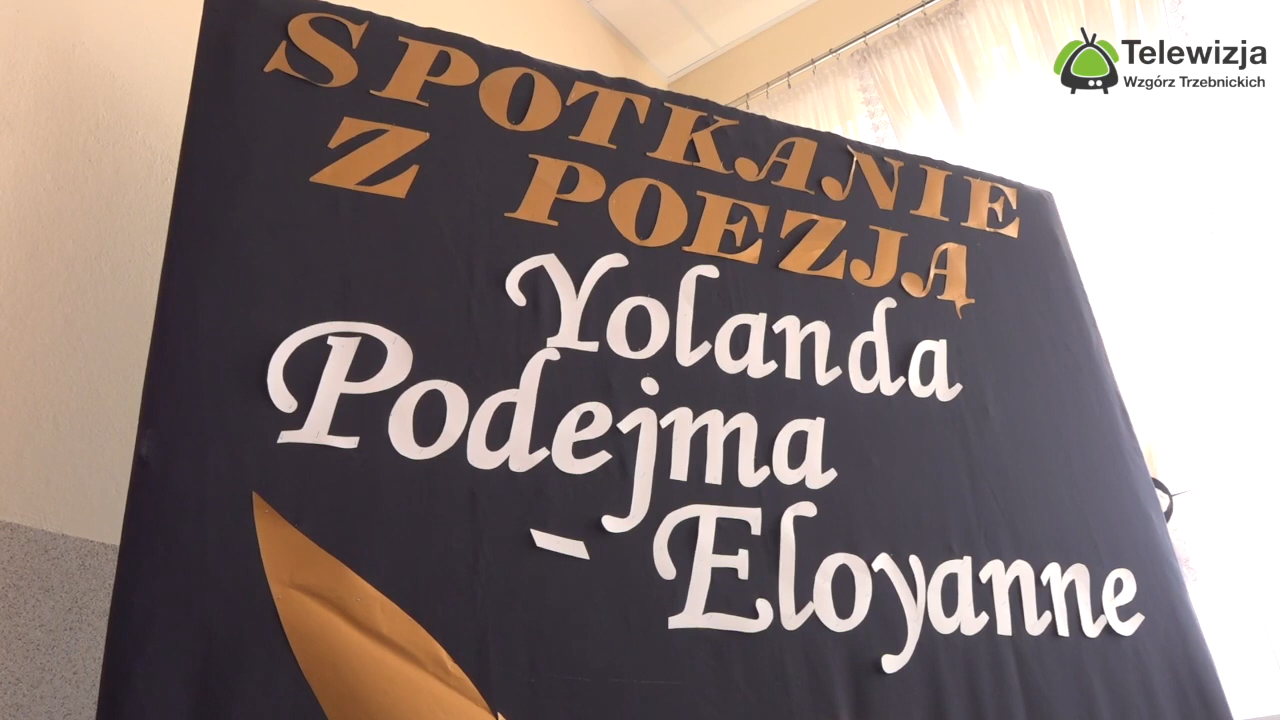 SPOTKANIE
Z POEZJĄ
Yolanda
Podejma
- Eloyanne
Telewizja
Wzgórz Trzebnickich